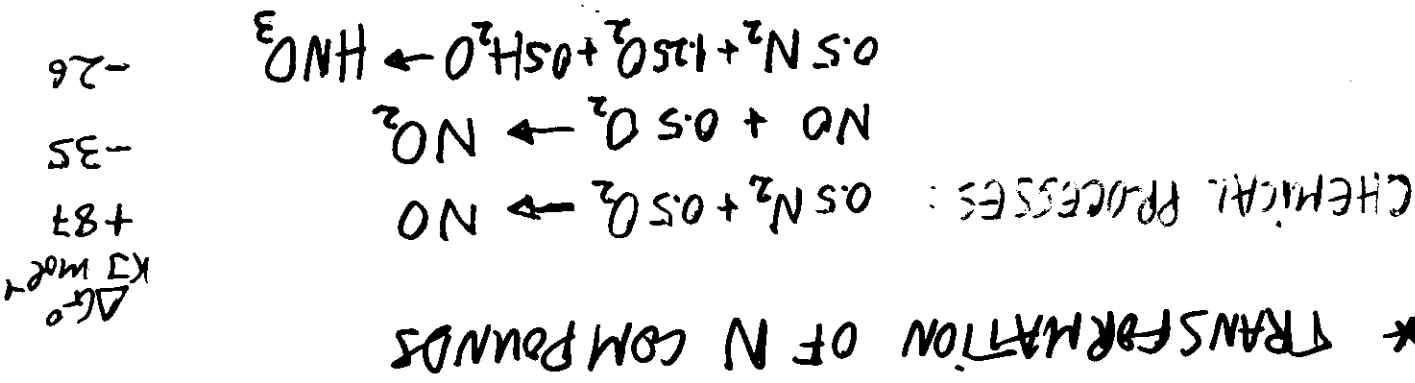 * TRANSFORMATION OF N COMPOUNDS
ΔG° KJ mol⁻¹
CHEMICAL PROCESSES: 0.5 N₂ + 0.5 O₂ → NO +87
NO + 0.5 O₂ → NO₂ -35
0.5 N₂ + 1.25 O₂ + 0.5 H₂O → HNO₃ -26